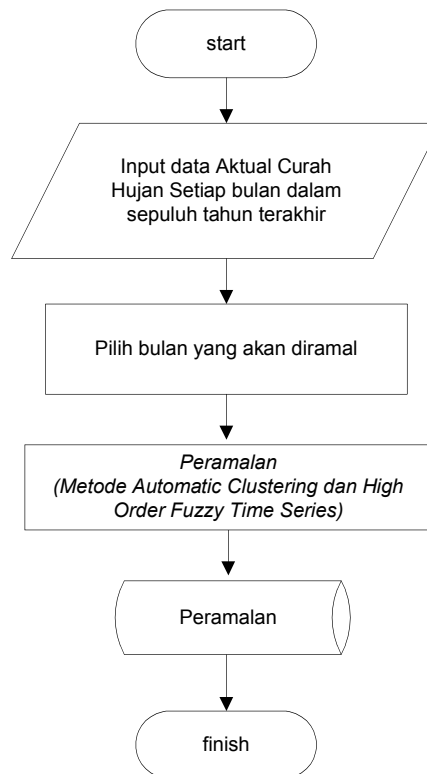 start
Input data Aktual Curah
Hujan Setiap bulan dalam
sepuluh tahun terakhir
Pilih bulan yang akan diramal
Peramalan
(Metode Automatic Clustering dan High
Order Fuzzy Time Series)
Peramalan
finish